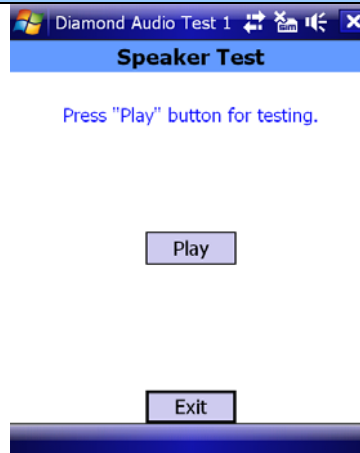 Diamond Audio Test 1
Speaker Test
Press "Play" button for testing.
Play
Exit